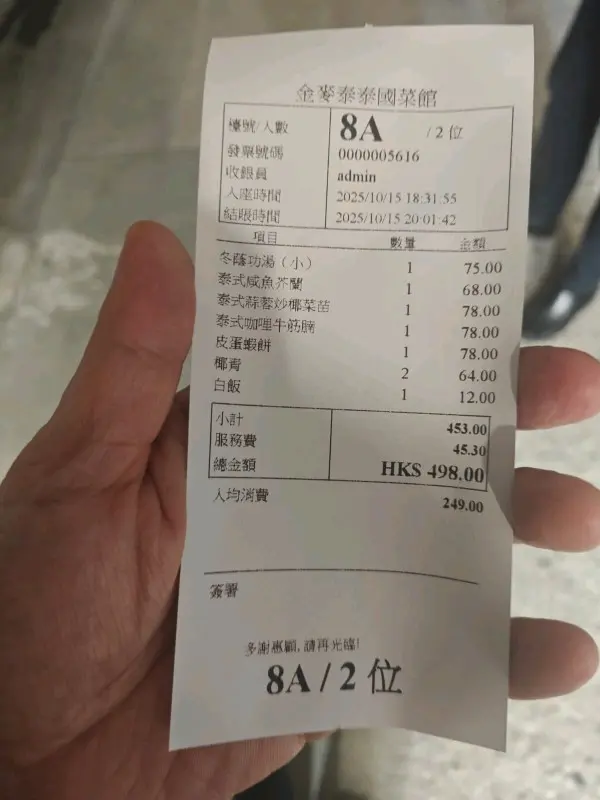 金麥泰泰國菜館
檯號/人數 8A / 2 位
發票號碼 0000005616
收銀員 admin
入座時間 2025/10/15 18:31:55
結賬時間 2025/10/15 20:01:42
項目 數量 金額
冬蔭功湯（小） 1 75.00
泰式咸魚芥蘭 1 68.00
泰式蒜蓉炒椰菜苗 1 78.00
泰式咖哩牛筋腩 1 78.00
皮蛋蝦餅 1 78.00
椰青 2 64.00
白飯 1 12.00
小計 453.00
服務費 45.30
總金額 HK$ 498.00
人均消費 249.00
簽署
多謝惠顧,請再光臨!
8A / 2 位